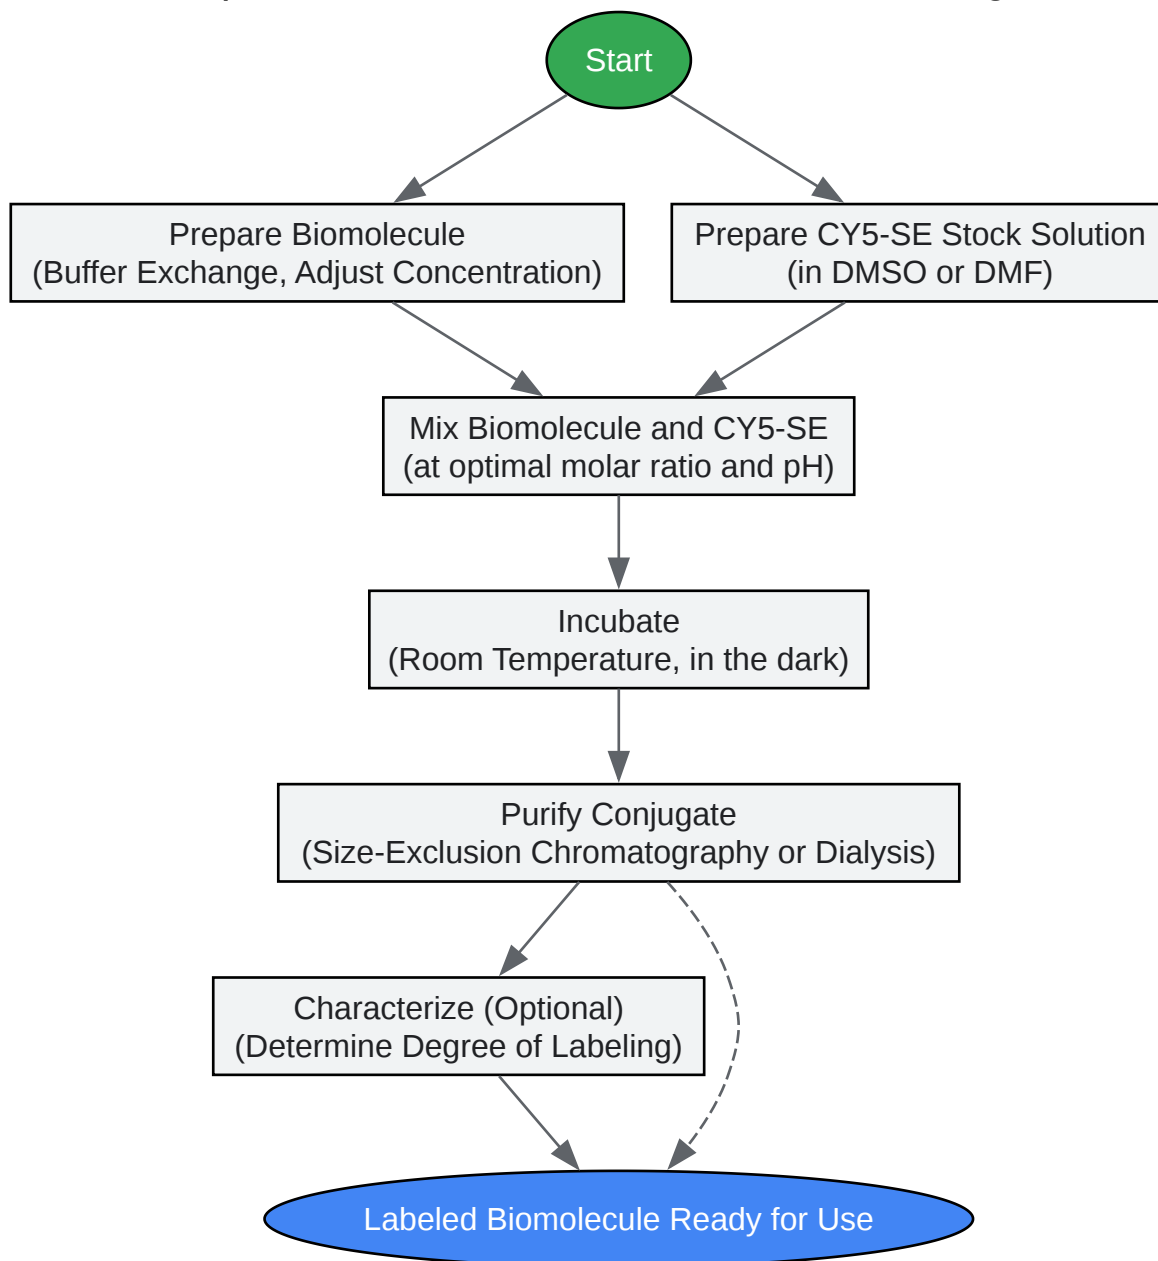 Start
Prepare Biomolecule
(Buffer Exchange, Adjust Concentration)
Prepare CY5-SE Stock Solution
(in DMSO or DMF)
Mix Biomolecule and CY5-SE
(at optimal molar ratio and pH)
Incubate
(Room Temperature, in the dark)
Purify Conjugate
(Size-Exclusion Chromatography or Dialysis)
Characterize (Optional)
(Determine Degree of Labeling)
Labeled Biomolecule Ready for Use